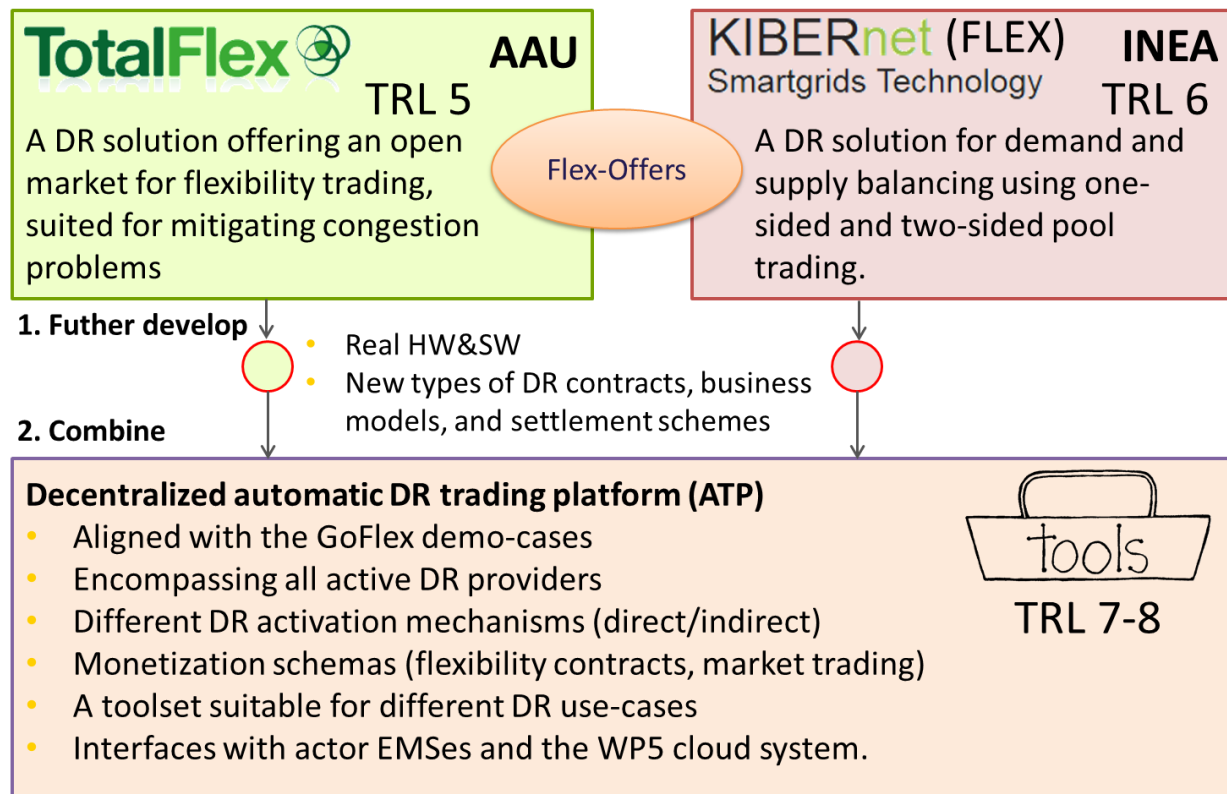 TotalFlex
AAU
TRL 5
A DR solution offering an open
market for flexibility trading,
suited for mitigating congestion
problems
Flex-Offers
KIBERnet (FLEX)
INEA
Smartgrids Technology
TRL 6
A DR solution for demand and
supply balancing using one-
sided and two-sided pool
trading.
1. Futher develop
• Real HW&SW
• New types of DR contracts, business
models, and settlement schemes
2. Combine
Decentralized automatic DR trading platform (ATP)
• Aligned with the GoFlex demo-cases
• Encompassing all active DR providers
• Different DR activation mechanisms (direct/indirect)
• Monetization schemas (flexibility contracts, market trading)
• A toolset suitable for different DR use-cases
• Interfaces with actor EMSes and the WP5 cloud system.
tools
TRL 7-8